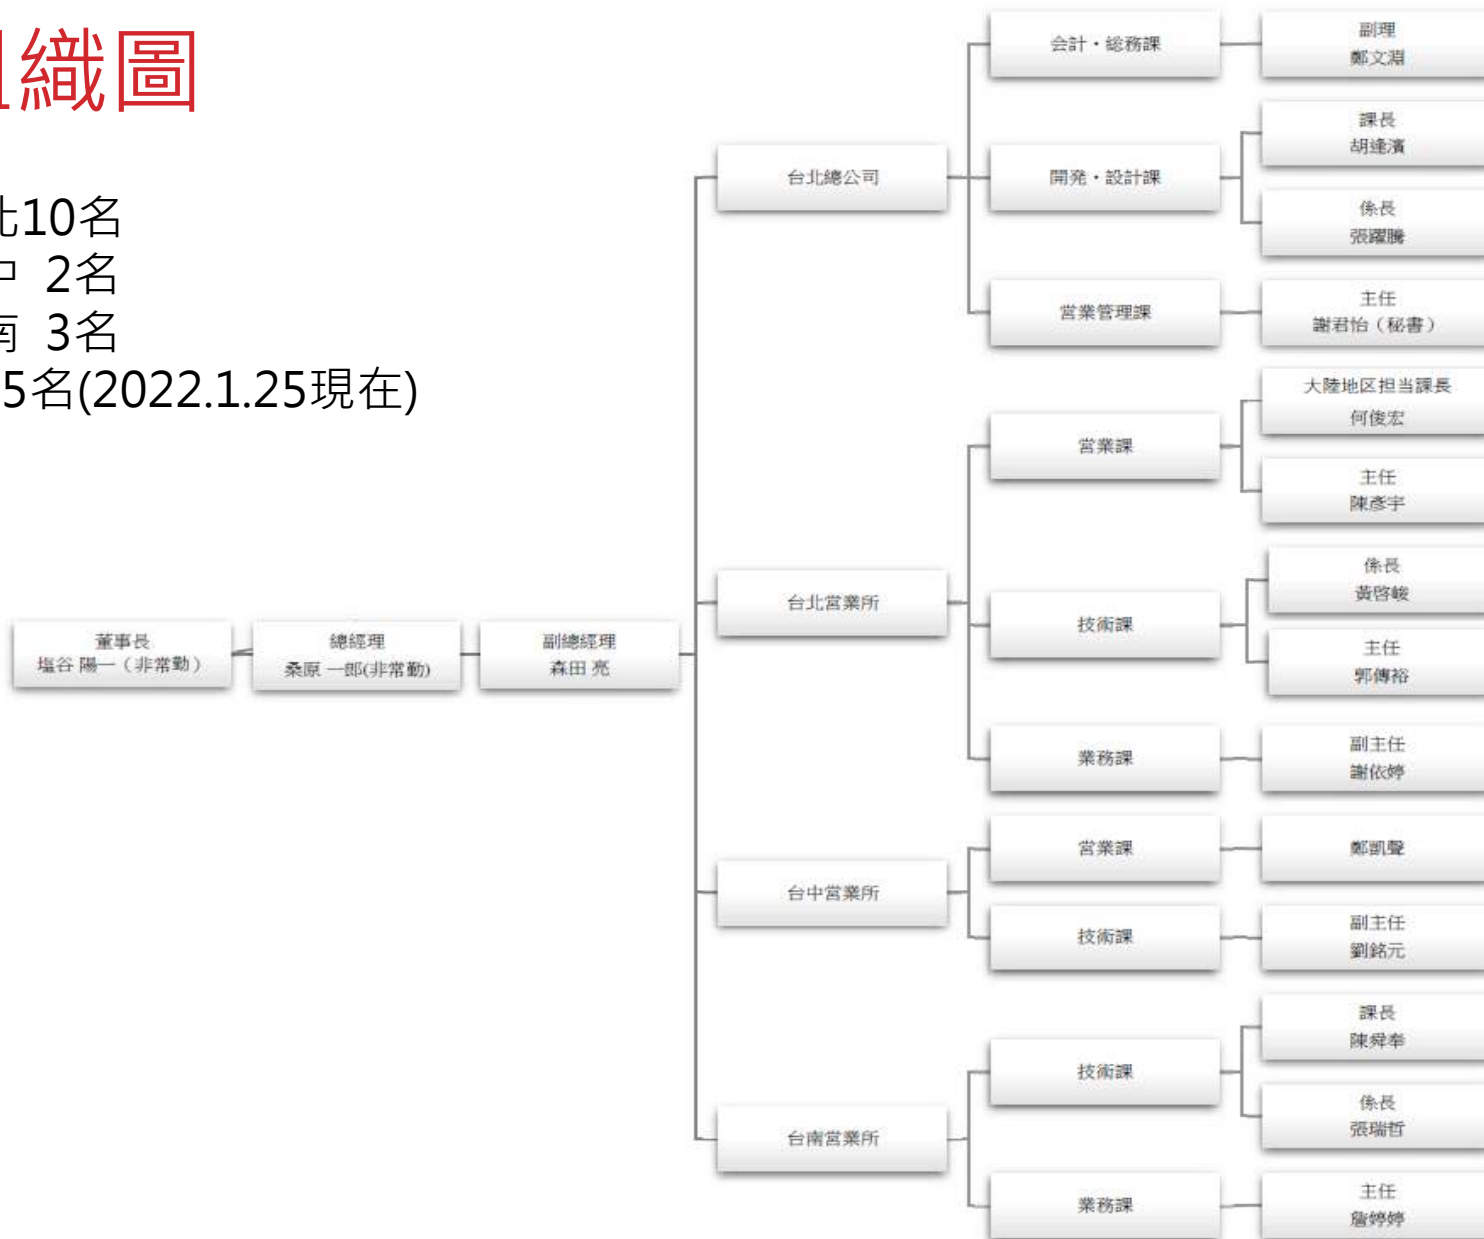 織圖
10名
2名
南 3名
5名(2022.1.25現在)
董事長
塩谷 陽一（非常勤）
總經理
桑原 一郎(非常勤)
副總經理
森田 亮
台北總公司
会計・総務課
副理
鄭文淵
開発・設計課
課長
胡逢濱
係長
張躍騰
営業管理課
主任
謝君怡（秘書）
台北営業所
営業課
大陸地区担当課長
何俊宏
主任
陳彥宇
技術課
係長
黃啓峻
主任
郭傳裕
業務課
副主任
謝依婷
台中営業所
営業課
鄭凱聲
技術課
副主任
劉銘元
台南営業所
技術課
課長
陳舜奉
係長
張瑞哲
業務課
主任
詹婷婷